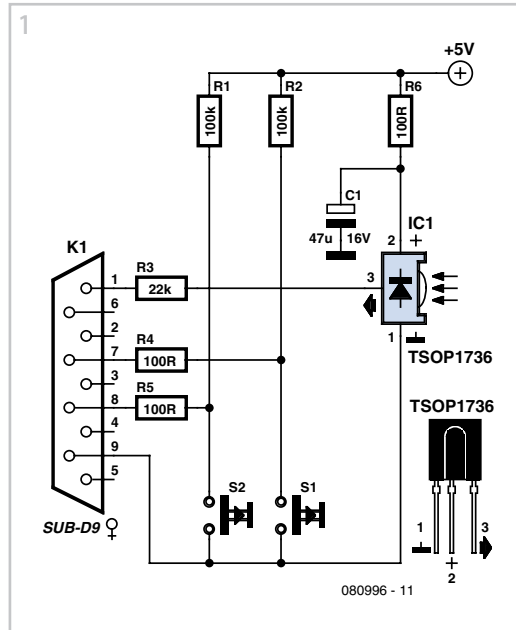 1
+5V
R1
R2
R6
100k
100k
100R
C1
47u
16V
IC1
2
+
K1
1
R3
22k
3
6
2
7
R4
100R
1
TSOP1736
3
8
R5
100R
4
9
5
TSOP1736
S2
S1
1
3
+
2
SUB-D9
080996 - 11